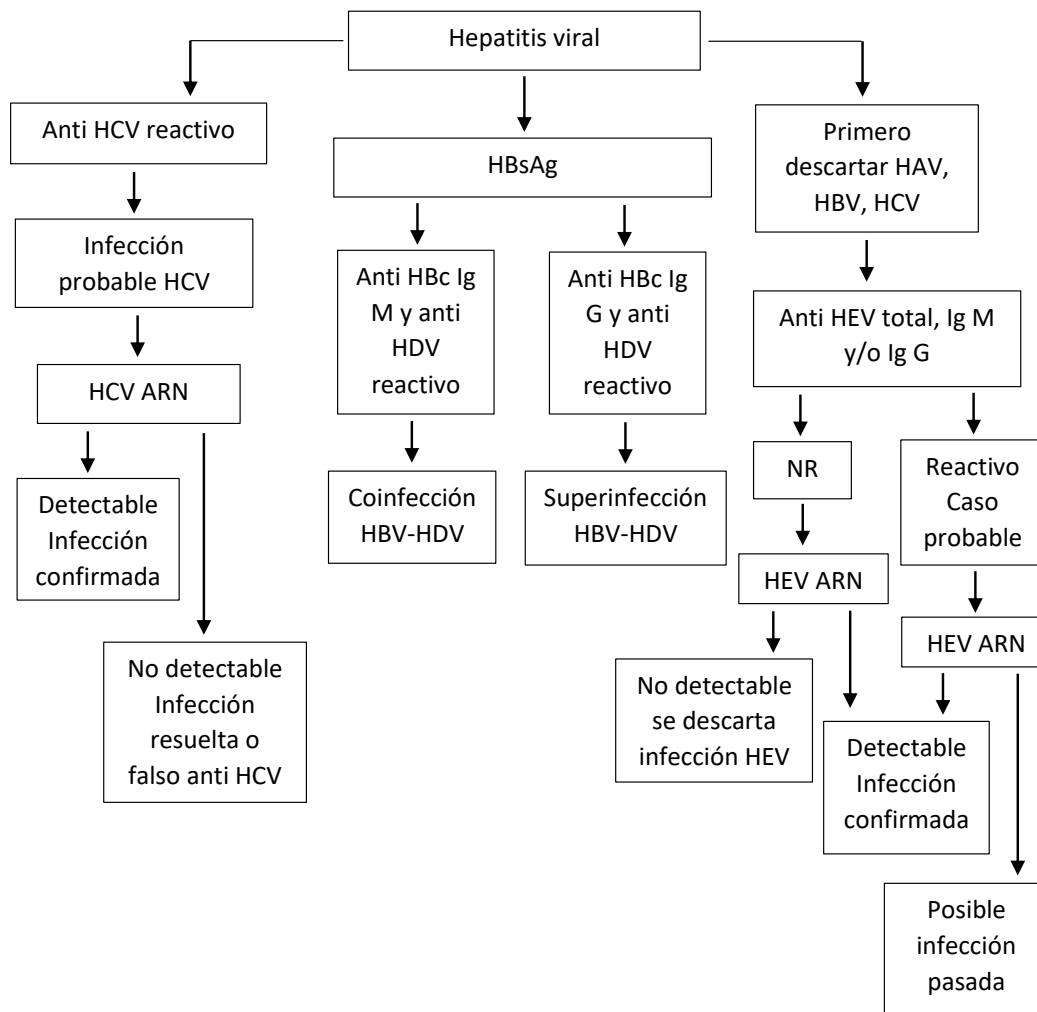 Hepatitis viral
Anti HCV reactivo
Infección
probable HCV
HCV ARN
Detectable
Infección
confirmada
No detectable
Infección
resuelta o
falso anti HCV
HBsAg
Anti HBc Ig
M y anti
HDV
reactivo
Coinfección
HBV-HDV
Anti HBc Ig
G y anti
HDV
reactivo
Superinfección
HBV-HDV
Primero
descartar HAV,
HBV, HCV
Anti HEV total, Ig M
y/o Ig G
NR
HEV ARN
No detectable
se descarta
infección HEV
Reactivo
Caso
probable
HEV ARN
Detectable
Infección
confirmada
Posible
infección
pasada